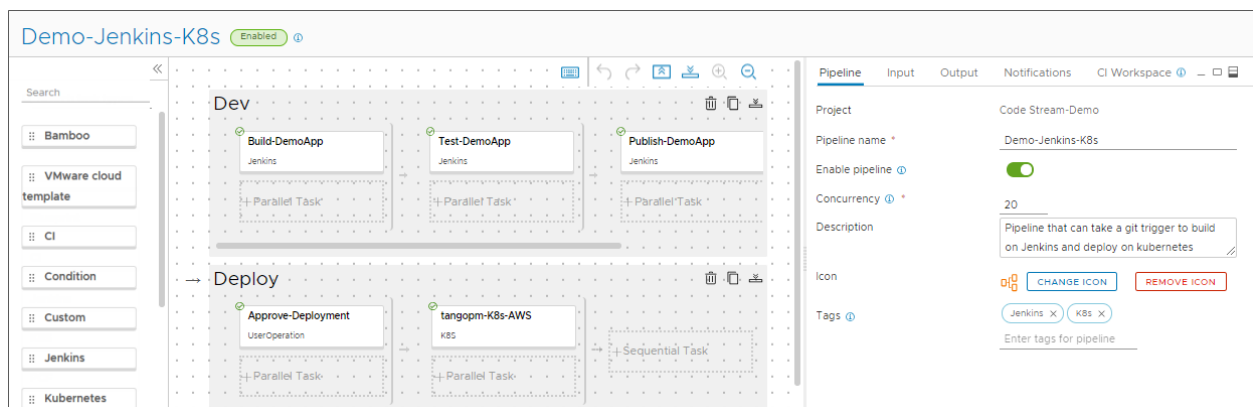 Demo-Jenkins-K8s Enabled
Search
Bamboo
VMware cloud
template
CI
Condition
Custom
Jenkins
Kubernetes
Dev
Build-DemoApp
Jenkins
+ Parallel Task
Test-DemoApp
Jenkins
+ Parallel Task
Publish-DemoApp
Jenkins
+ Parallel Task
Deploy
Approve-Deployment
UserOperation
+ Parallel Task
tangopm-K8s-AWS
K8S
+ Parallel Task
+ Sequential Task
Pipeline Input Output Notifications CI Workspace
Project Code Stream-Demo
Pipeline name * Demo-Jenkins-K8s
Enable pipeline
Concurrency * 20
Description Pipeline that can take a git trigger to build
on Jenkins and deploy on kubernetes
Icon CHANGE ICON REMOVE ICON
Tags Jenkins X K8s X
Enter tags for pipeline